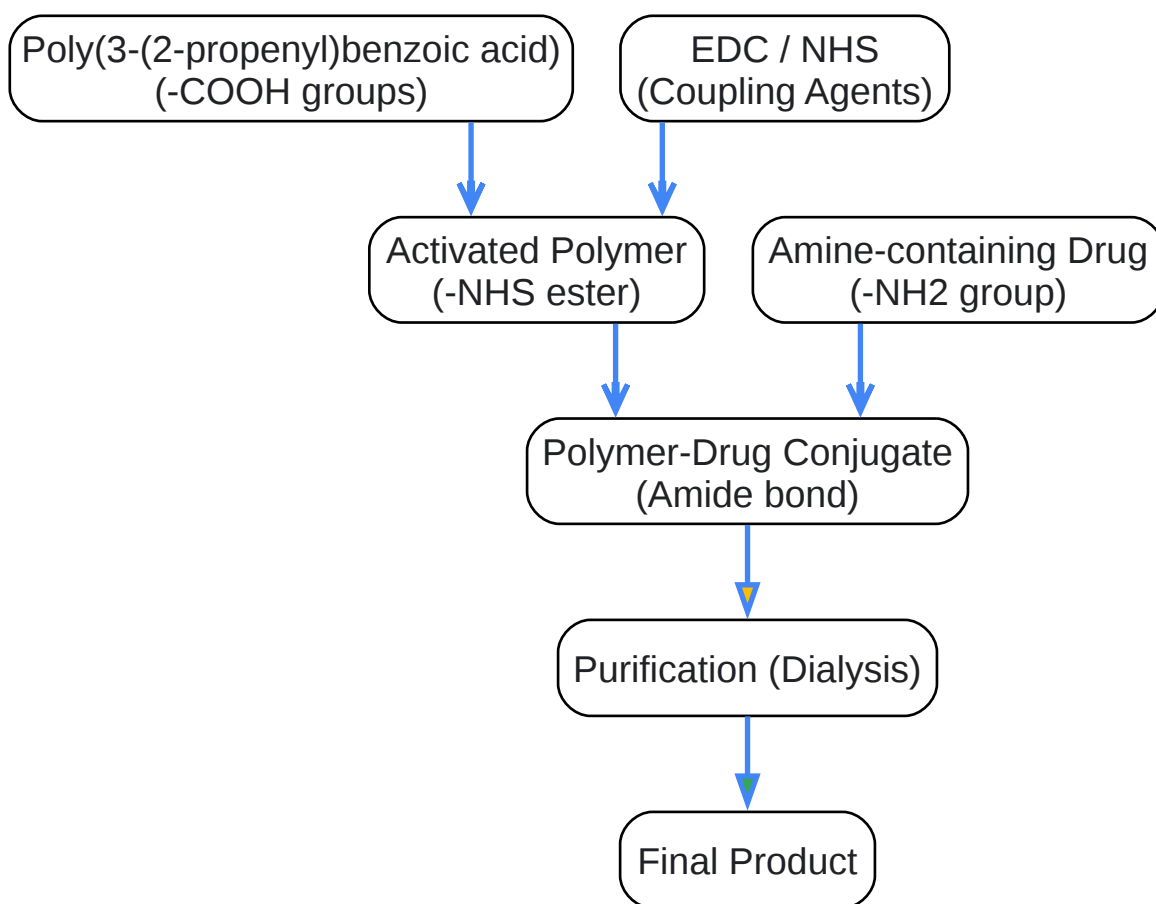 Poly(3-(2-propenyl)benzoic acid)
(-COOH groups)
EDC / NHS
(Coupling Agents)
Activated Polymer
(-NHS ester)
Amine-containing Drug
(-NH2 group)
Polymer-Drug Conjugate
(Amide bond)
Purification (Dialysis)
Final Product